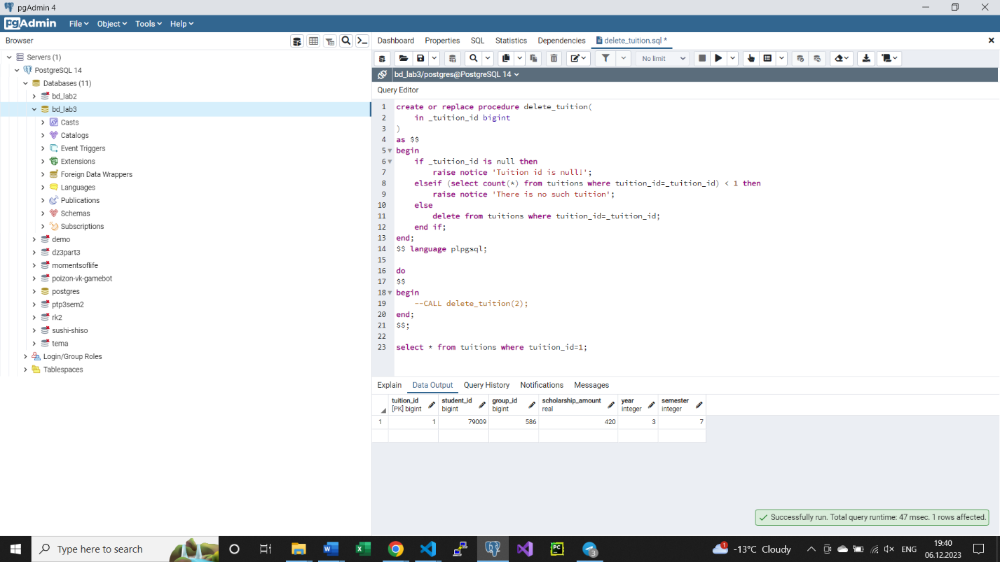 pgAdmin 4
pgAdmin File Object Tools Help
Browser
Dashboard Properties SQL Statistics Dependencies delete_tuition.sql *
No limit
bd_lab3/postgres@PostgreSQL 14
Query Editor
Servers (1)
PostgreSQL 14
Databases (11)
bd_lab2
bd_lab3
Casts
Catalogs
Event Triggers
Extensions
Foreign Data Wrappers
Languages
Publications
Schemas
Subscriptions
demo
dz3part3
momentsoflife
poizon-vk-gamebot
postgres
ptp3sem2
rk2
sushi-shiso
tema
Login/Group Roles
Tablespaces
1 create or replace procedure delete_tuition(
2 in _tuition_id bigint
3 )
4 as $$
5 begin
6 if _tuition_id is null then
7 raise notice 'Tuition id is null!';
8 elseif (select count(*) from tuitions where tuition_id=_tuition_id) < 1 then
9 raise notice 'There is no such tuition';
10 else
11 delete from tuitions where tuition_id=_tuition_id;
12 end if;
13 end;
14 $$ language plpgsql;
15
16 do
17 $$
18 begin
19 --CALL delete_tuition(2);
20 end;
21 $$;
22
23 select * from tuitions where tuition_id=1;
Explain Data Output Query History Notifications Messages
tuition_id student_id group_id scholarship_amount year semester
[PK] bigint bigint bigint real integer integer
1 1 79009 586 420 3 7
Successfully run. Total query runtime: 47 msec. 1 rows affected.
Type here to search
1 -13°C Cloudy
3
ENG
19:40
06.12.2023